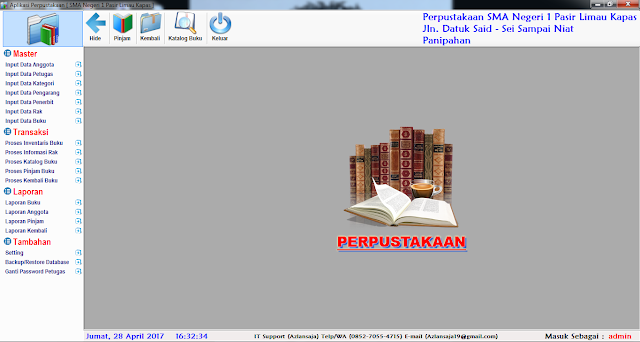 Aplikasi Perpustakaan | SMA Negeri 1 Pasir Limau Kapas
Hide
Pinjam
Kembali
Katalog Buku
Keluar
Perpustakaan SMA Negeri 1 Pasir Limau Kapas
Jln. Datuk Said - Sei Sampai Niat
Panipahan
Master
Input Data Anggota
Input Data Petugas
Input Data Kategori
Input Data Pengarang
Input Data Penerbit
Input Data Rak
Input Data Buku
Transaksi
Proses Inventaris Buku
Proses Informasi Rak
Proses Katalog Buku
Proses Pinjam Buku
Proses Kembali Buku
Laporan
Laporan Buku
Laporan Anggota
Laporan Pinjam
Laporan Kembali
Tambahan
Setting
Backup/Restore Database
Ganti Password Petugas
PERPUSTAKAAN
Jumat, 28 April 2017 16:32:34
IT Support (Azlansaja) Telp/WA (0852-7055-4715) E-mail (Azlansaja19@gmail.com)
Masuk Sebagai : admin